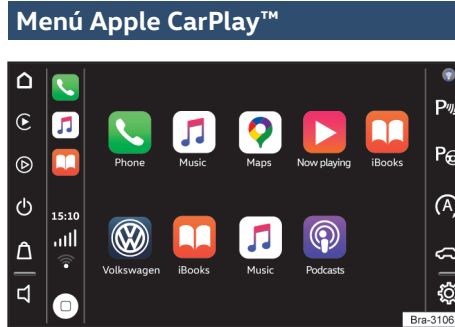 Menú Apple CarPlay™
Phone Music Maps Now playing iBooks
15:10
Volkswagen iBooks Music Podcasts
Bra-3106